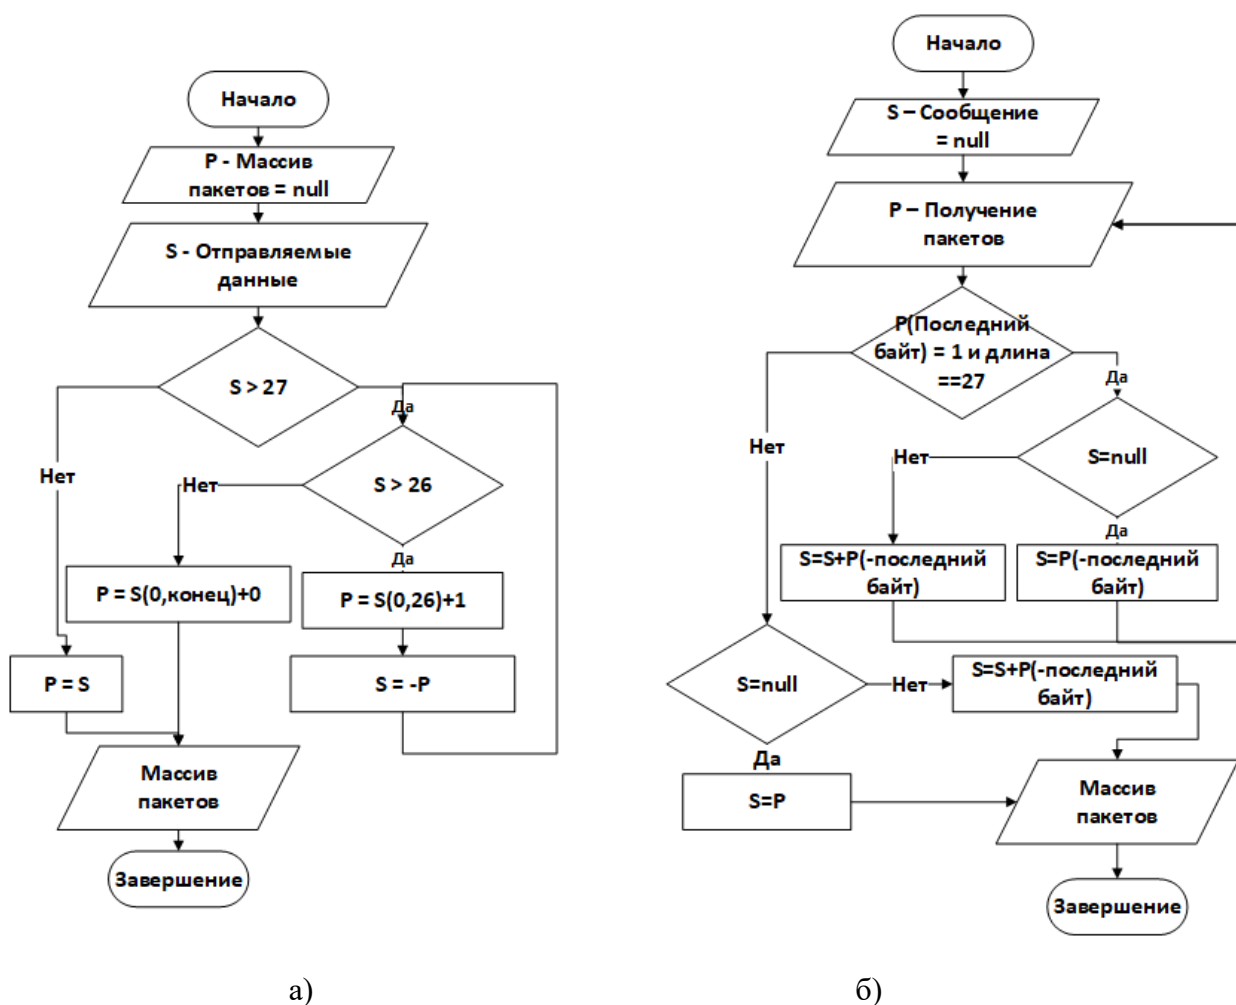 Начало
P - Массив
пакетов = null
S - Отправляемые
данные
S > 27
Да
Нет
S > 26
Нет
Да
P = S(0,конец)+0
P = S(0,26)+1
P = S
S = -P
Массив
пакетов
Завершение
а)
Начало
S – Сообщение
= null
P – Получение
пакетов
P(Последний
байт) = 1 и длина
==27
Да
Нет
S=null
Нет
Да
S=S+P(-последний
байт)
S=P(-последний
байт)
S=null
Нет
S=S+P(-последний
байт)
Да
S=P
Массив
пакетов
Завершение
б)